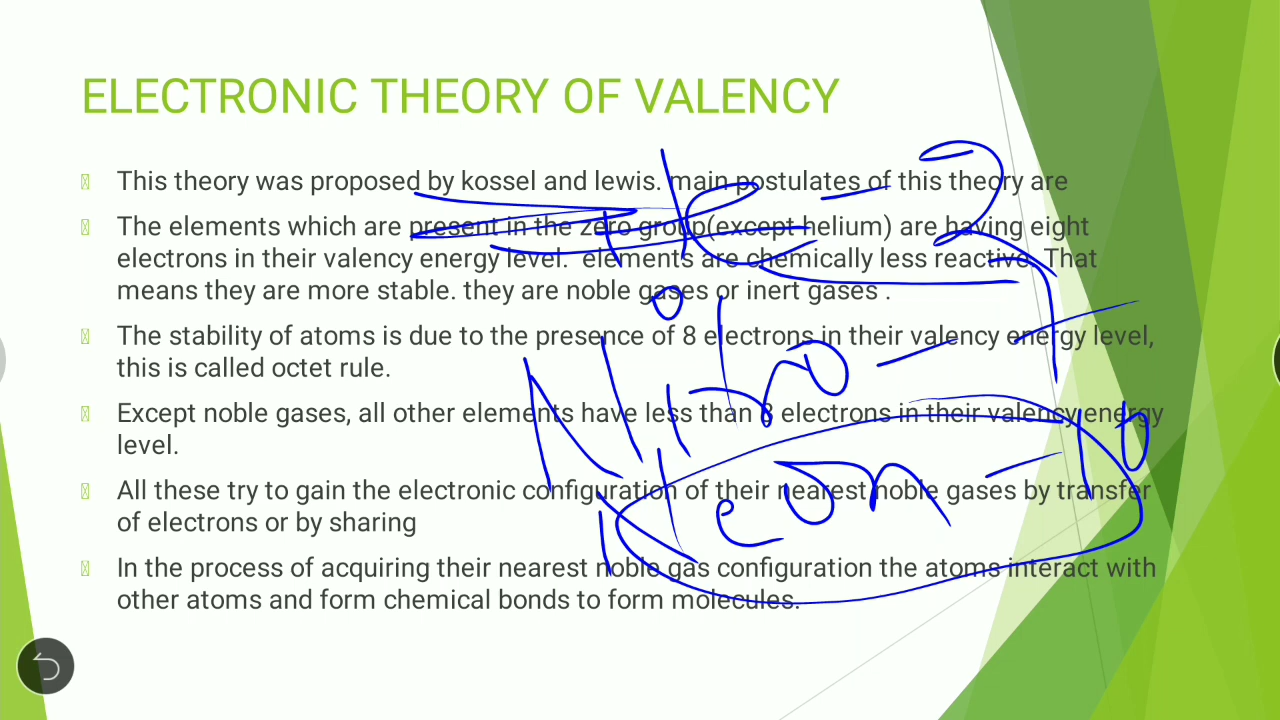 ELECTRONIC THEORY OF VALENCY
This theory was proposed by kossel and lewis. main postulates of this theory are
The elements which are present in the zero group(except helium) are having eight
electrons in their valency energy level. elements are chemically less reactive. That
means they are more stable. they are noble gases or inert gases .
The stability of atoms is due to the presence of 8 electrons in their valency energy level,
this is called octet rule.
Except noble gases, all other elements have less than 8 electrons in their valency energy
level.
All these try to gain tha electronic configuration of their nearest noble gases by transfer
of electrons or by sharing
In the process of acquiring their nearest noble gas configuration the atoms interact with
other atoms and form chemical bonds to form molecules.
He - 2
Nitro - 7
Neon - 10